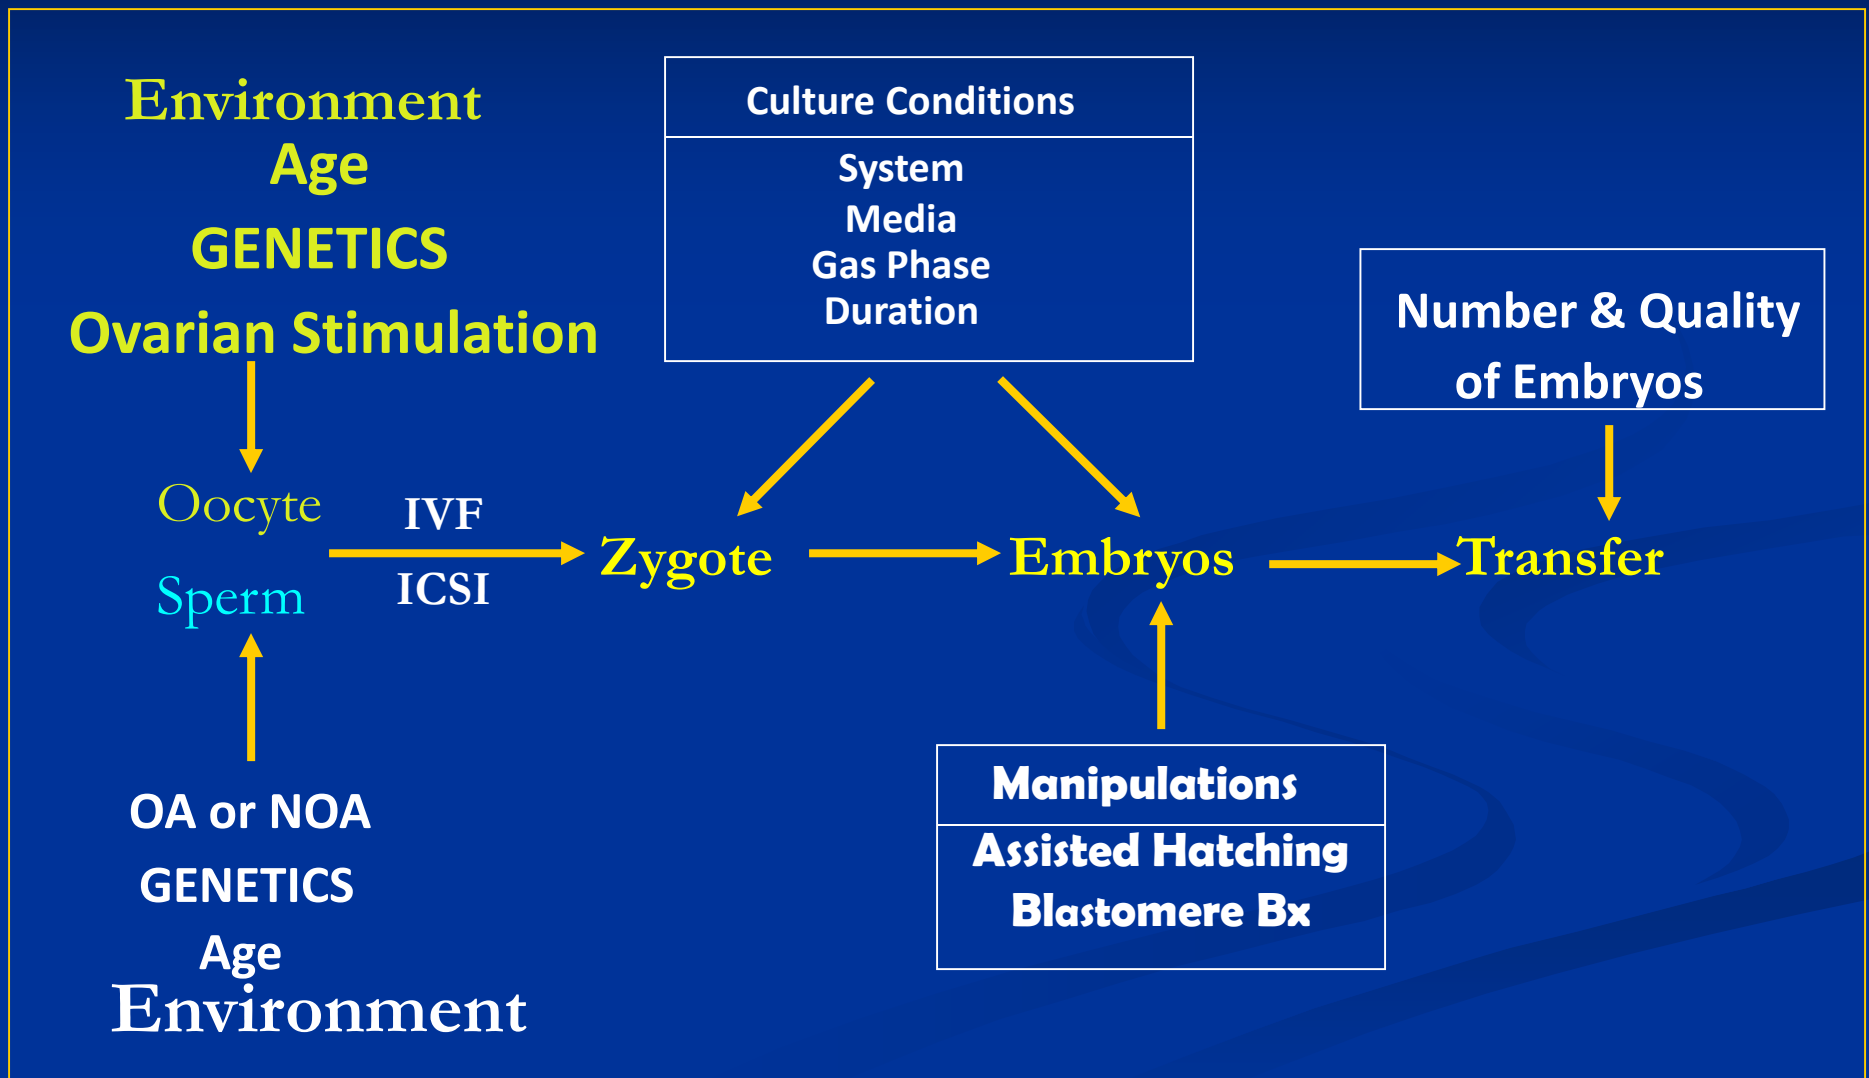 Environment
Age
GENETICS
Ovarian Stimulation
Oocyte
Sperm
OA or NOA
GENETICS
Age
Environment
IVF
ICSI
Culture Conditions
System
Media
Gas Phase
Duration
Zygote
Embryos
Manipulations
Assisted Hatching
Blastomere Bx
Number & Quality
of Embryos
Transfer